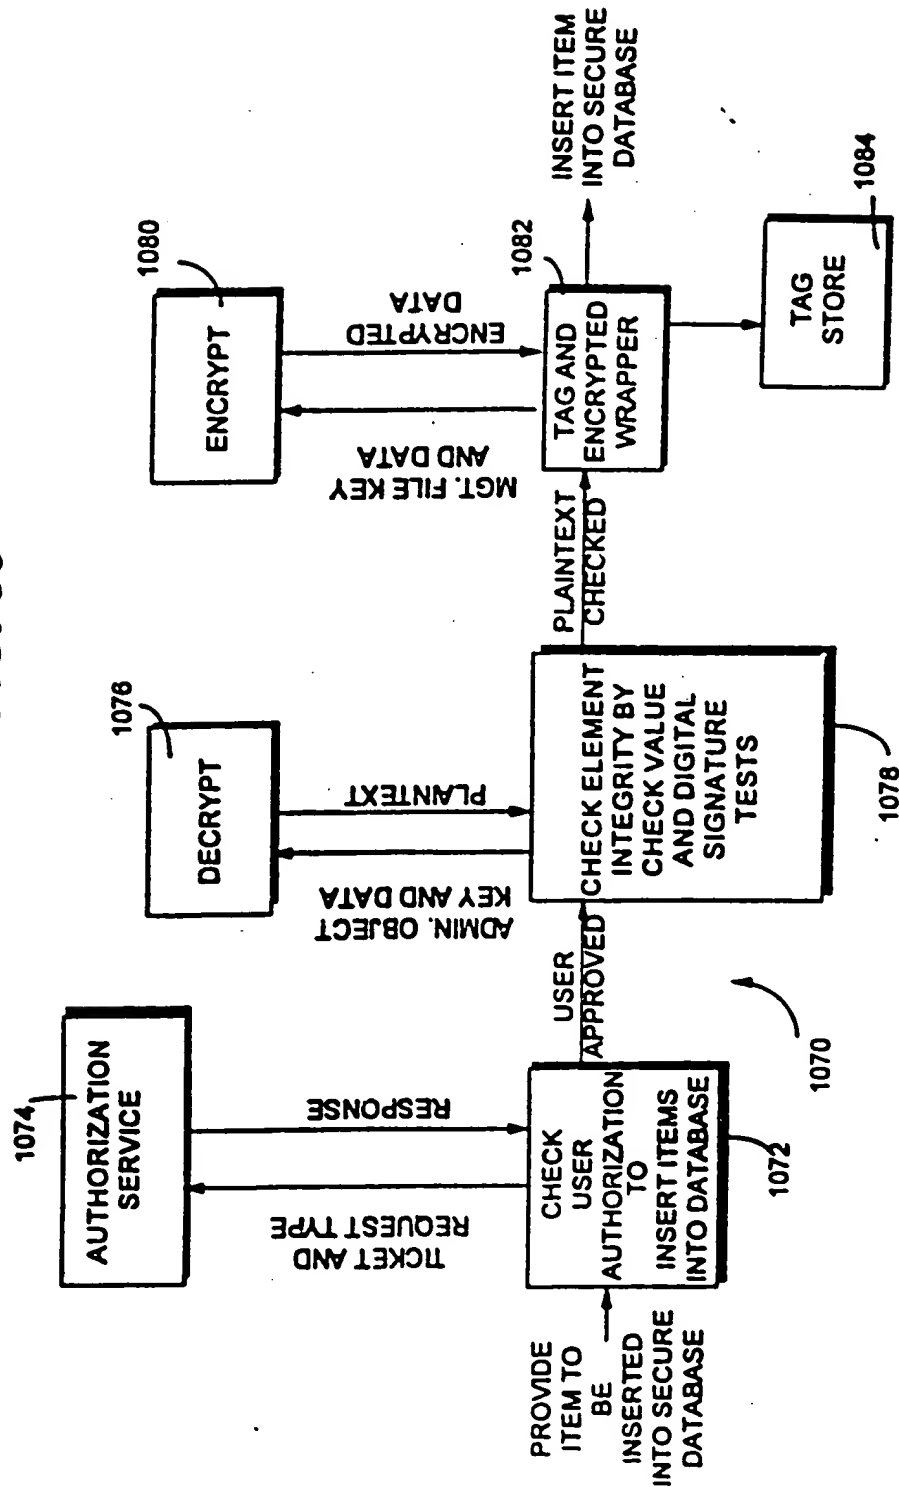 1074
AUTHORIZATION
SERVICE
TICKET AND
REQUEST TYPE
RESPONSE
PROVIDE
ITEM TO
BE
INSERTED
INTO SECURE
DATABASE
CHECK
USER
AUTHORIZATION
TO
INSERT ITEMS
INTO DATABASE
1072
USER
APPROVED
1070
1076
DECRYPT
ADMIN. OBJECT
KEY AND DATA
PLAINTEXT
CHECK ELEMENT
INTEGRITY BY
CHECK VALUE
AND DIGITAL
SIGNATURE
TESTS
1078
PLAINTEXT
CHECKED
1080
ENCRYPT
MGT. FILE KEY
AND DATA
ENCRYPTED
DATA
1082
TAG AND
ENCRYPTED
WRAPPER
INSERT ITEM
INTO SECURE
DATABASE
TAG
STORE
1084